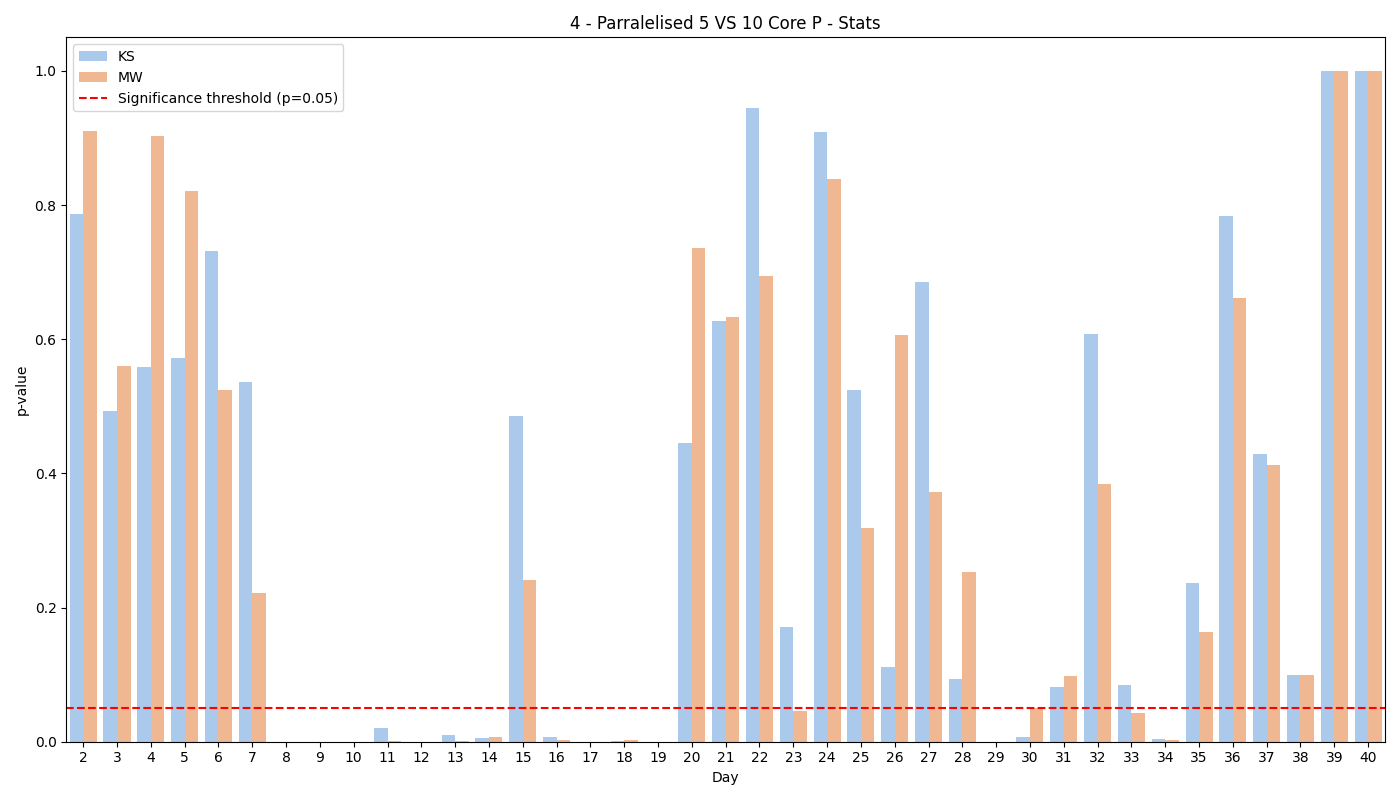 4 - Parralelised 5 VS 10 Core P - Stats
KS
MW
Significance threshold (p=0.05)
1.0
0.8
0.6
0.4
0.2
0.0
p-value
2 3 4 5 6 7 8 9 10 11 12 13 14 15 16 17 18 19 20 21 22 23 24 25 26 27 28 29 30 31 32 33 34 35 36 37 38 39 40
Day